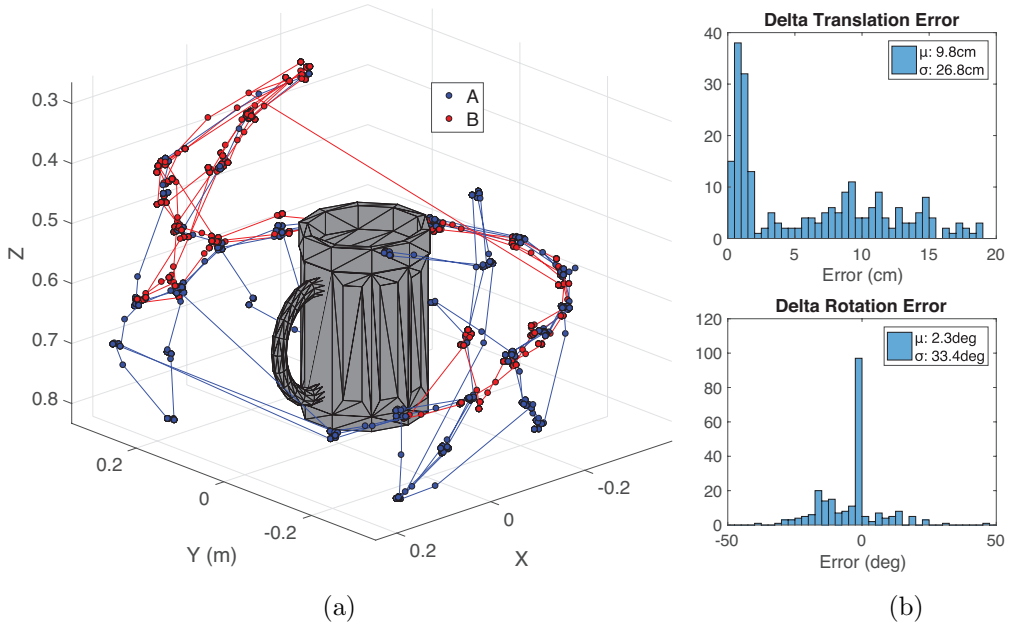 0.3
0.4
0.5
0.6
0.7
0.8
Z
A
B
0.2
0
-0.2
Y (m)
0.2
0
-0.2
X
(a)
Delta Translation Error
40
30
20
10
0
μ: 9.8cm
σ: 26.8cm
0 5 10 15 20
Error (cm)
Delta Rotation Error
120
100
80
60
40
20
0
μ: 2.3deg
σ: 33.4deg
-50 0 50
Error (deg)
(b)